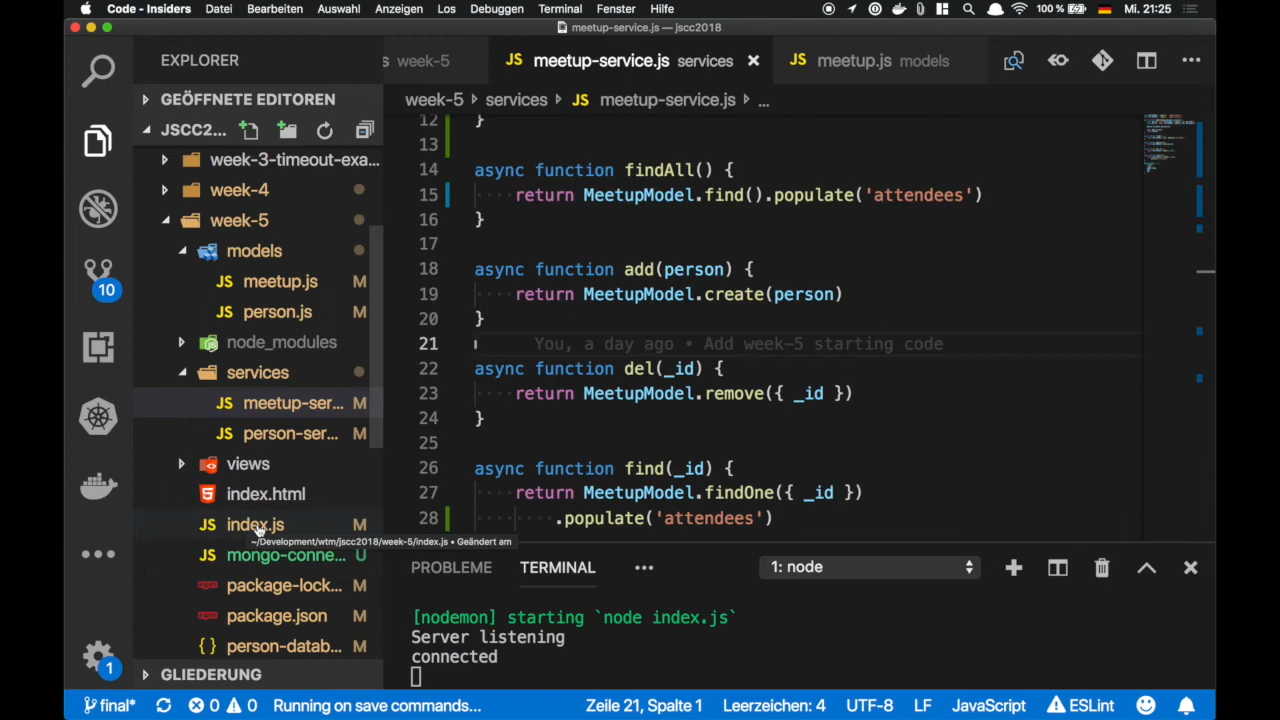 Code - Insiders Datei Bearbeiten Auswahl Anzeigen Los Debuggen Terminal Fenster Hilfe 100 % Mi. 21:25
meetup-service.js — jscc2018
EXPLORER
s week-5 JS meetup-service.js services JS meetup.js models
GEÖFFNETE EDITOREN
week-5 services JS meetup-service.js ...
JSCC2...
week-3-timeout-exa...
week-4
week-5
models
JS meetup.js M
JS person.js M
node_modules
services
JS meetup-ser... M
JS person-ser... M
views
index.html
JS index.js M
~/Development/wtm/jscc2018/week-5/index.js • Geändert am
JS mongo-conne... U
package-lock... M
package.json M
{ } person-datab... M
GLIEDERUNG
10
1
12 }
13
14 async function findAll() {
15 return MeetupModel.find().populate('attendees')
16 }
17
18 async function add(person) {
19 return MeetupModel.create(person)
20 }
21 You, a day ago • Add week-5 starting code
22 async function del(_id) {
23 return MeetupModel.remove({ _id })
24 }
25
26 async function find(_id) {
27 return MeetupModel.findOne({ _id })
28 .populate('attendees')
PROBLEME TERMINAL ... 1: node
[nodemon] starting `node index.js`
Server listening
connected
final* 0 0 Running on save commands... Zeile 21, Spalte 1 Leerzeichen: 4 UTF-8 LF JavaScript ESLint